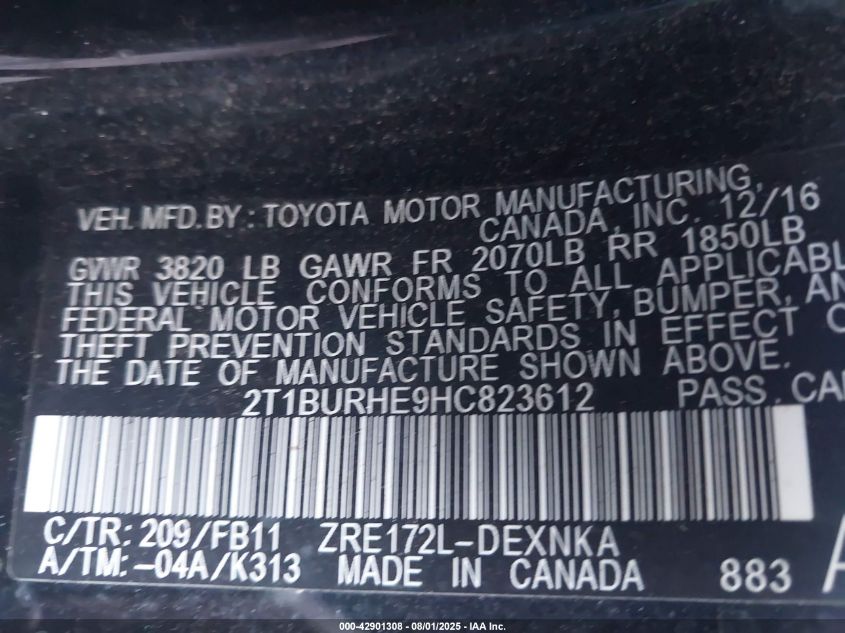 VEH. MFD. BY: TOYOTA MOTOR MANUFACTURING,
CANADA, INC. 12/16
GVWR 3820 LB GAWR FR 2070LB RR 1850LB
THIS VEHICLE CONFORMS TO ALL APPLICABL
FEDERAL MOTOR VEHICLE SAFETY, BUMPER, AN
THEFT PREVENTION STANDARDS IN EFFECT O
THE DATE OF MANUFACTURE SHOWN ABOVE.
2T1BURHE9HC823612 PASS. CA
C/TR: 209/FB11 ZRE172L-DEXNKA
A/TM: -04A/K313 MADE IN CANADA 883 A
000-42901308 - 08/01/2025 - IAA Inc.